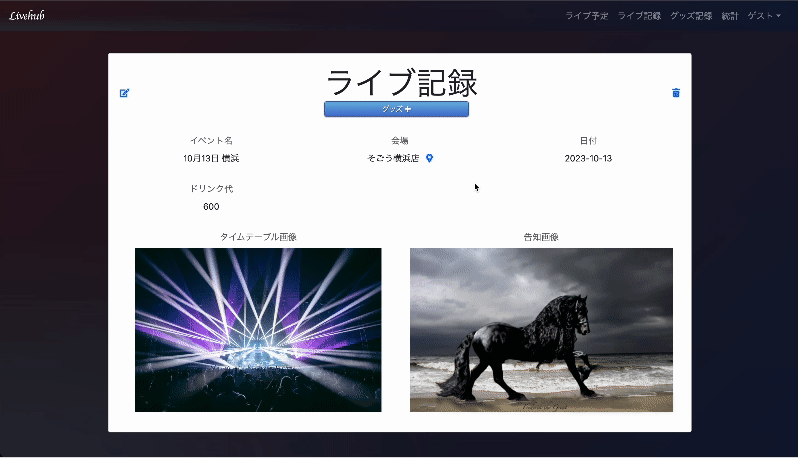 Livehub
ライブ予定 ライブ記録 グッズ記録 統計 ゲスト
ライブ記録
グッズ
イベント名 会場 日付
10月13日 横浜 そごう横浜店 2023-10-13
ドリンク代
600
タイムテーブル画像 告知画像